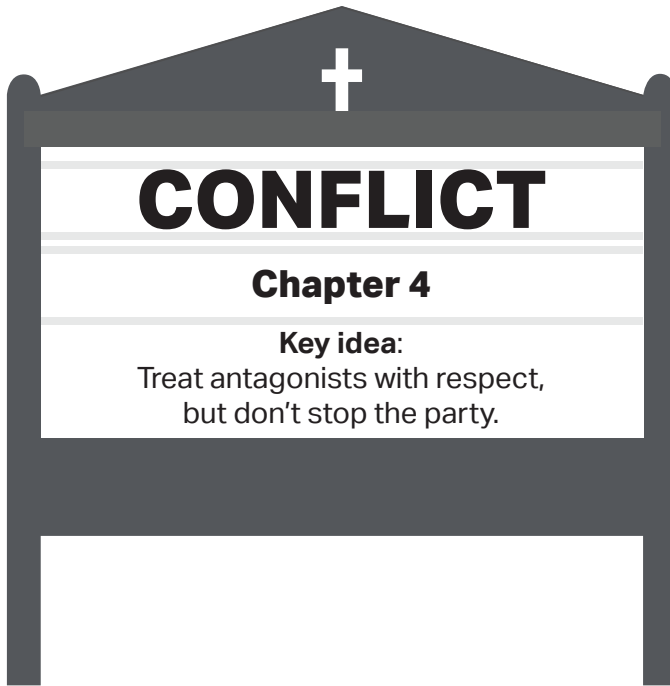 CONFLICT
Chapter 4
Key idea:
Treat antagonists with respect,
but don’t stop the party.